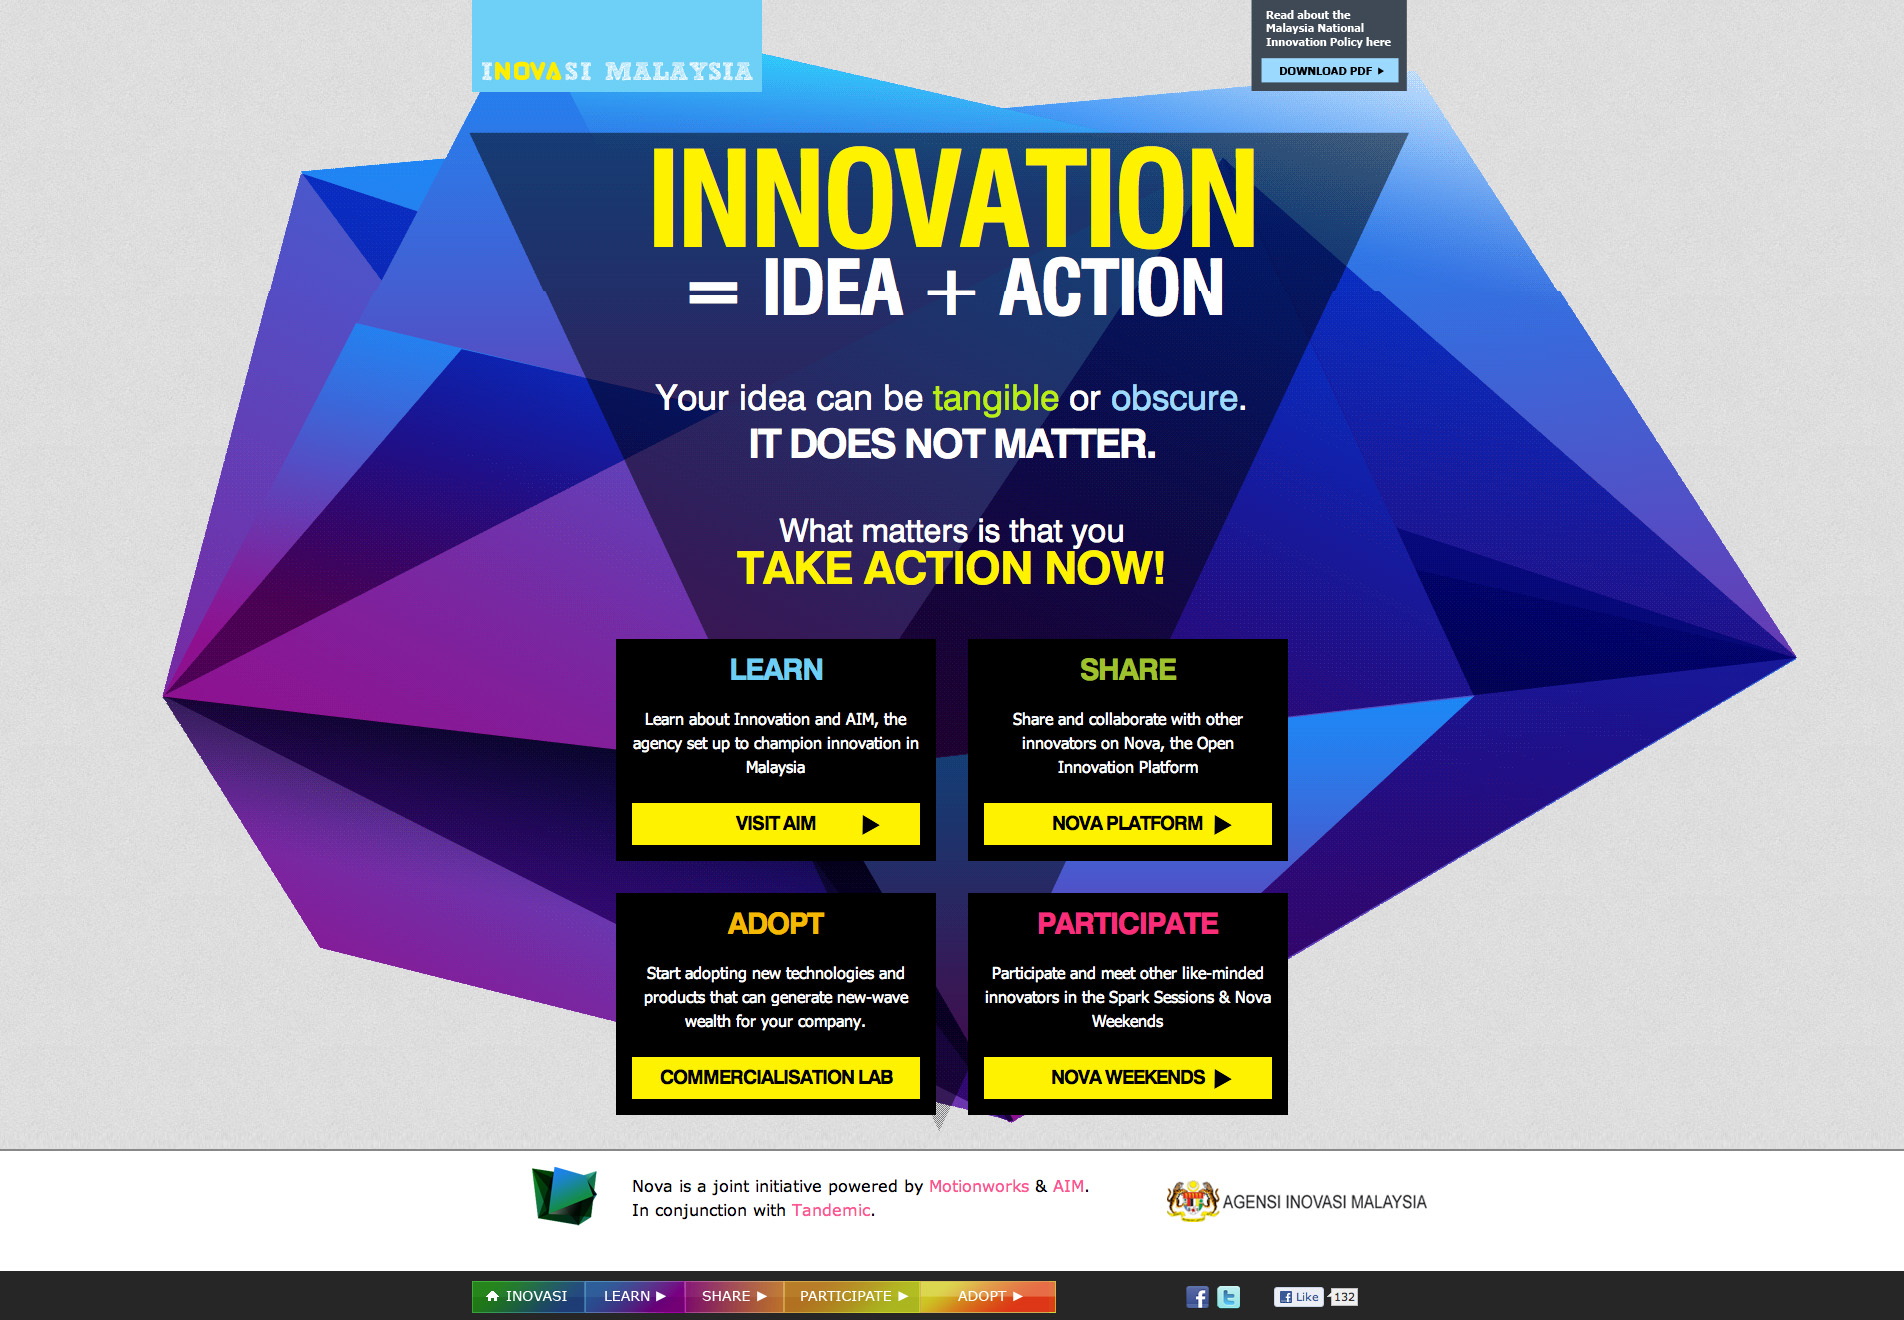 INOVASI MALAYSIA
Read about the
Malaysia National
Innovation Policy here
DOWNLOAD PDF
INNOVATION
= IDEA + ACTION
Your idea can be tangible or obscure.
IT DOES NOT MATTER.
What matters is that you
TAKE ACTION NOW!
LEARN
Learn about Innovation and AIM, the
agency set up to champion innovation in
Malaysia
VISIT AIM
SHARE
Share and collaborate with other
innovators on Nova, the Open
Innovation Platform
NOVA PLATFORM
ADOPT
Start adopting new technologies and
products that can generate new-wave
wealth for your company.
COMMERCIALISATION LAB
PARTICIPATE
Participate and meet other like-minded
innovators in the Spark Sessions & Nova
Weekends
NOVA WEEKENDS
Nova is a joint initiative powered by Motionworks & AIM.
In conjunction with Tandemic.
AGENSI INOVASI MALAYSIA
INOVASI LEARN SHARE PARTICIPATE ADOPT
Like 132